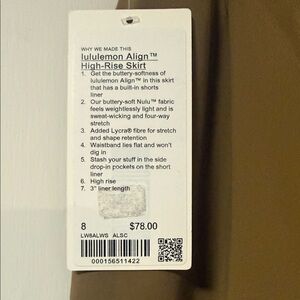 WHY WE MADE THIS
lululemon Align™
High-Rise Skirt
1. Get the buttery-softness of
lululemon Align™ in this skirt
that has a built-in shorts
liner
2. Our buttery-soft Nulu™ fabric
feels weightlessly light and is
sweat-wicking and four-way
stretch
3. Added Lycra® fibre for stretch
and shape retention
4. Waistband lies flat and won't
dig in
5. Stash your stuff in the side
drop-in pockets on the short
liner
6. High rise
7. 3" liner length
8 $78.00
LW8ALWS ALSC
000156511422